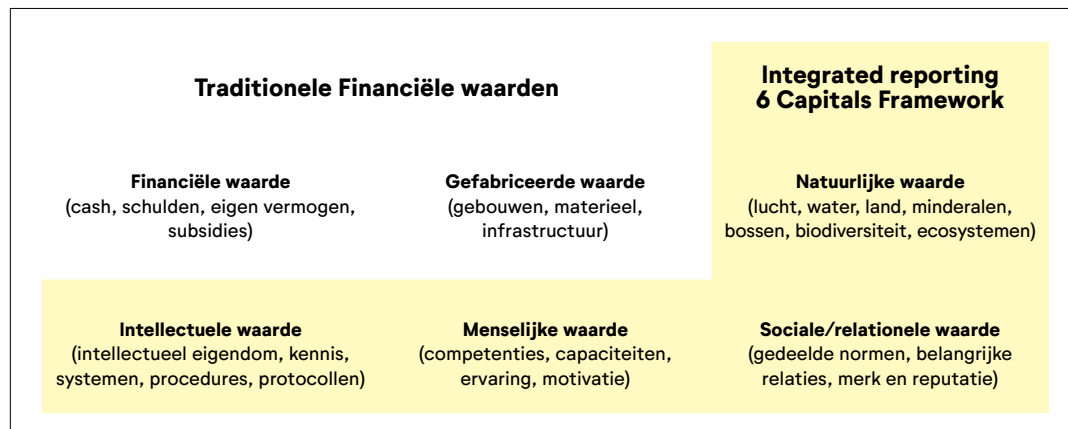 Traditionele Financiële waarden
Integrated reporting
6 Capitals Framework
Financiële waarde
(cash, schulden, eigen vermogen,
subsidies)
Gefabriceerde waarde
(gebouwen, materieel,
infrastructuur)
Natuurlijke waarde
(lucht, water, land, minderalen,
bossen, biodiversiteit, ecosystemen)
Intellectuele waarde
(intellectueel eigendom, kennis,
systemen, procedures, protocollen)
Menselijke waarde
(competenties, capaciteiten,
ervaring, motivatie)
Sociale/relationele waarde
(gedeelde normen, belangrijke
relaties, merk en reputatie)